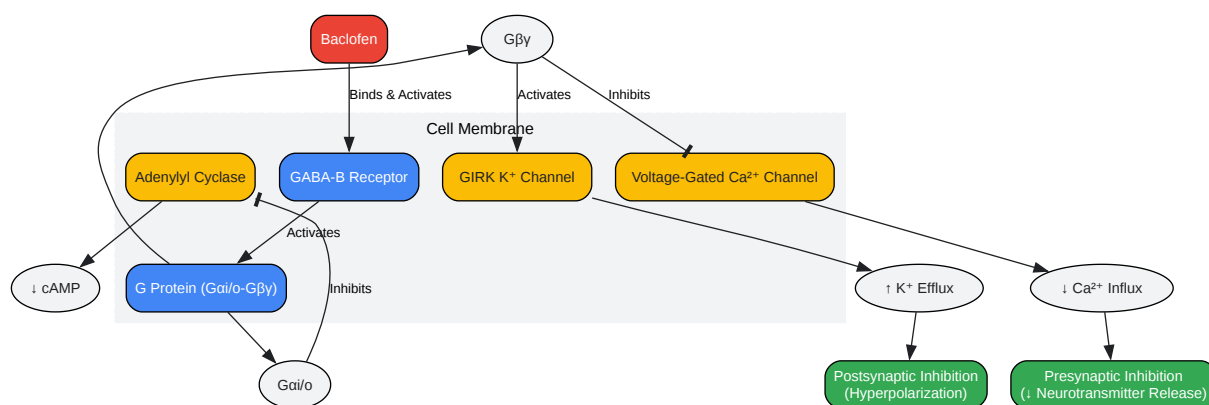 Baclofen
Gβγ
Binds & Activates
Activates
Inhibits
Cell Membrane
Adenylyl Cyclase
GABA-B Receptor
GIRK K⁺ Channel
Voltage-Gated Ca²⁺ Channel
Activates
↓ cAMP
G Protein (Gαi/o-Gβγ)
Inhibits
↑ K⁺ Efflux
↓ Ca²⁺ Influx
Gαi/o
Postsynaptic Inhibition
(Hyperpolarization)
Presynaptic Inhibition
(↓ Neurotransmitter Release)